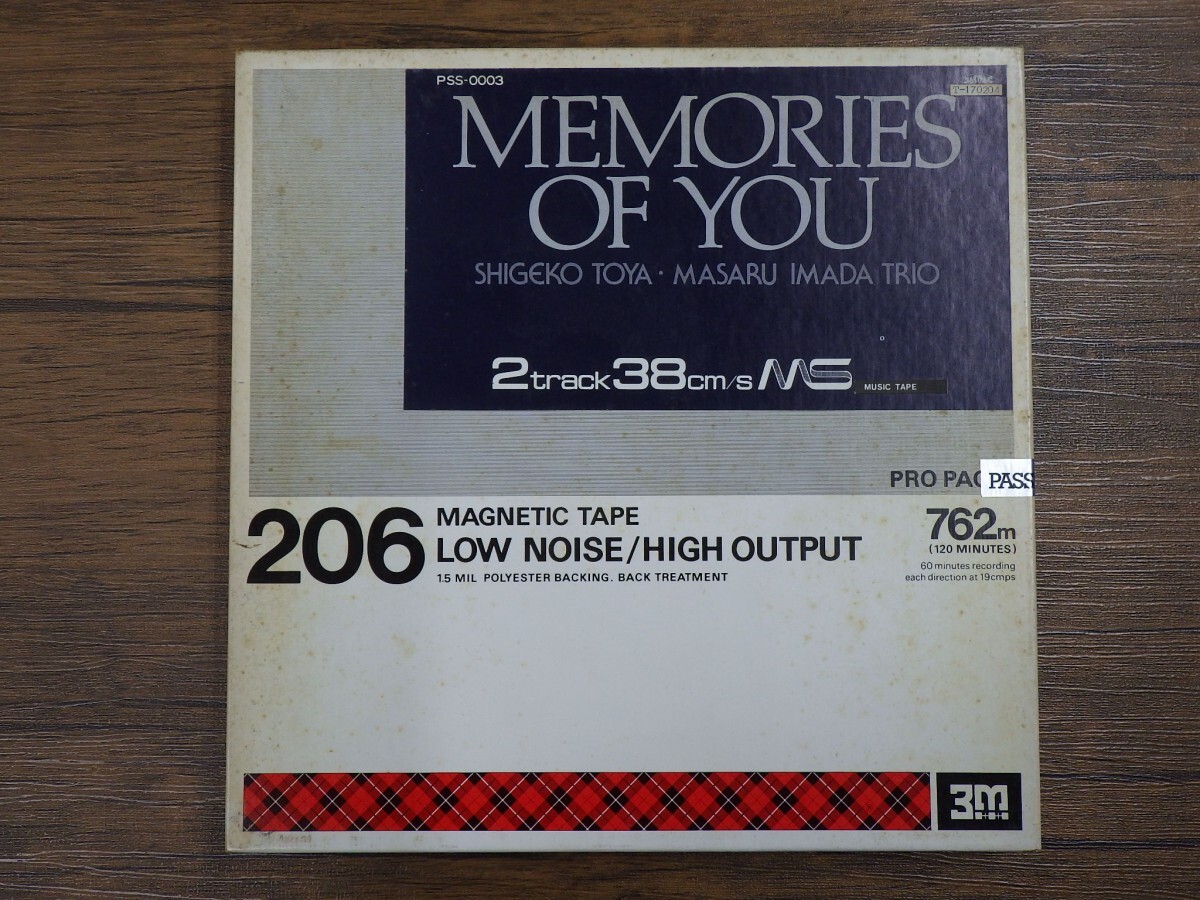 PSS-0003
JASRAC
T-170204
MEMORIES
OF YOU
SHIGEKO TOYA · MASARU IMADA TRIO
2track38cm/s MS MUSIC TAPE
PRO PAC
PASS
206
MAGNETIC TAPE
LOW NOISE/HIGH OUTPUT
1.5 MIL POLYESTER BACKING. BACK TREATMENT
762m
(120 MINUTES)
60 minutes recording
each direction at 19cmps
3m